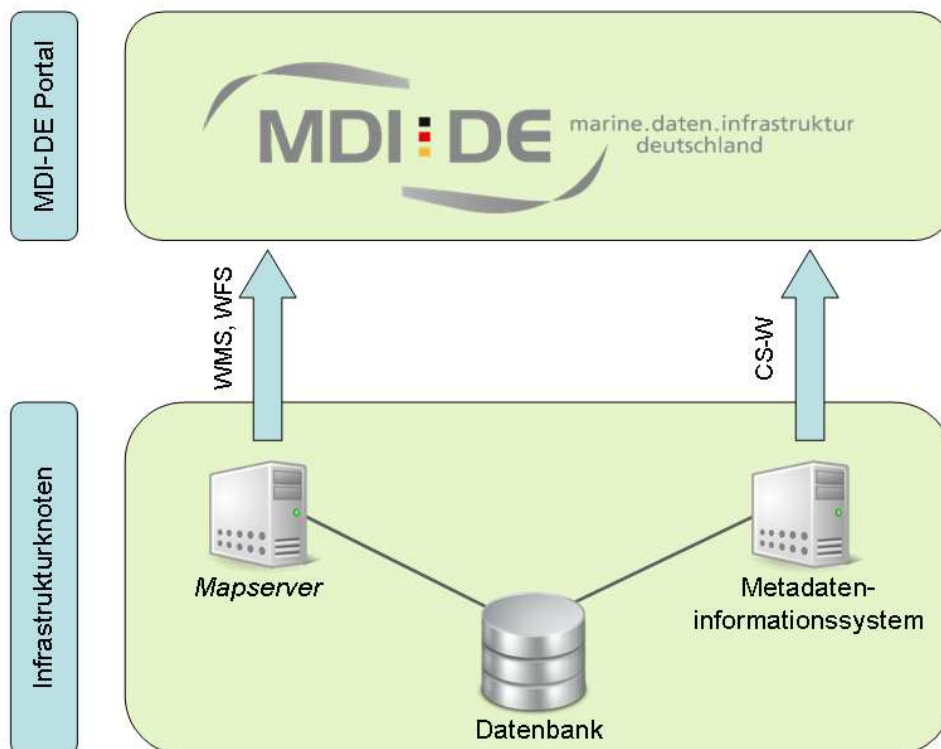 MDI-DE Portal
MDI:DE
marine.daten.infrastruktur
deutschland
WMS, WFS
CS-W
Infrastrukturknoten
Mapserver
Metadaten-
informationssystem
Datenbank